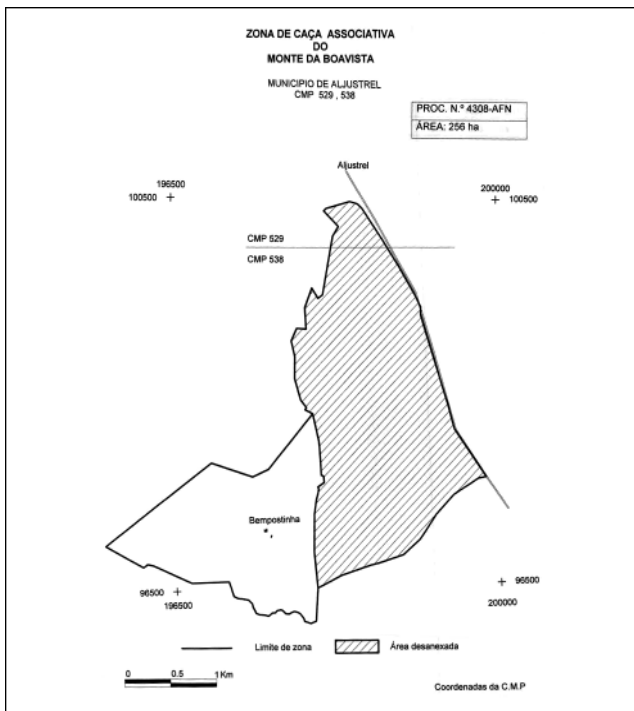 ZONA DE CAÇA ASSOCIATIVA
DO
MONTE DA BOAVISTA
MUNICIPIO DE ALJUSTREL
CMP 529 , 538
PROC. N.º 4308-AFN
ÁREA: 256 ha
Aljustrel
196500
100500
200000
100500
CMP 529
CMP 538
Bempostinha
96500
196500
96500
200000
Limite de zona
Área desanexada
0 0.5 1 Km
Coordenadas da C.M.P